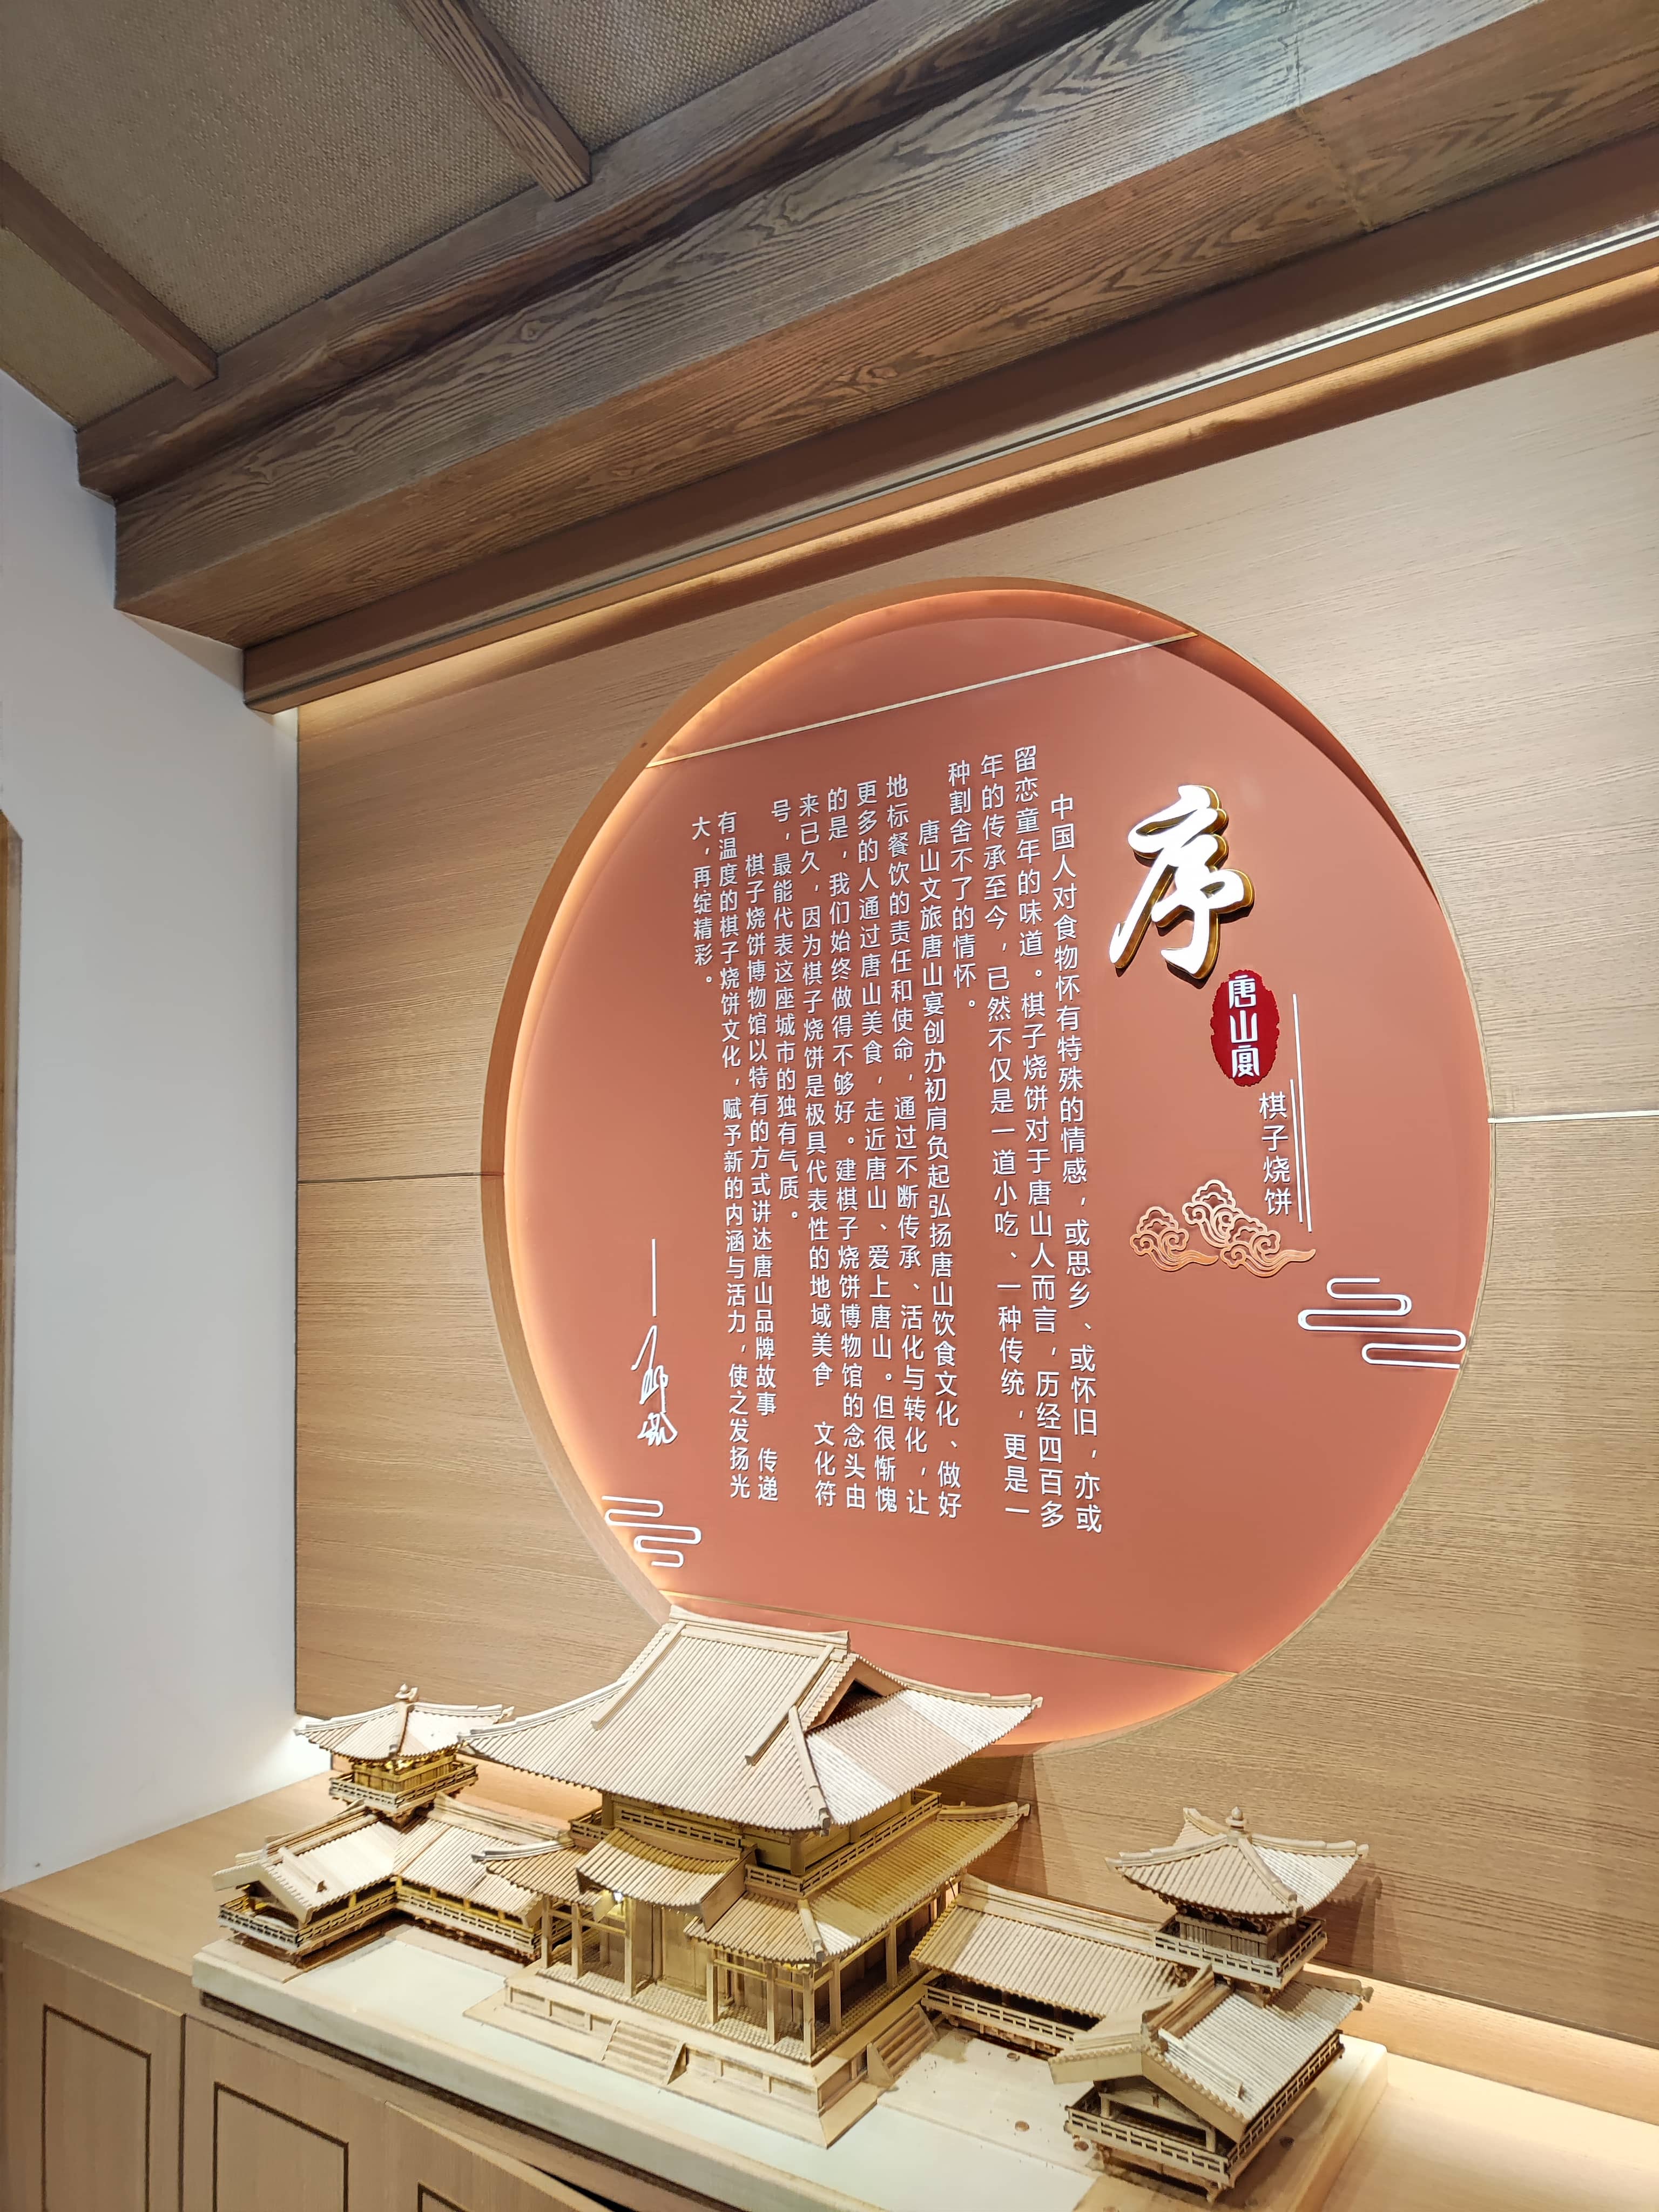 序
唐山宴
棋子烧饼
中国人对食物怀有特殊的情感，或思乡、或怀旧，亦或
留恋童年的味道。棋子烧饼对于唐山人而言，历经四百多
年的传承至今，已然不仅是一道小吃、一种传统，更是一
种割舍不了的情怀。
唐山文旅唐山宴创办初肩负起弘扬唐山饮食文化、做好
地标餐饮的责任和使命，通过不断传承、活化与转化，让
更多的人通过唐山美食，走近唐山、爱上唐山。但很惭愧
的是，我们始终做得不够好。建棋子烧饼博物馆的念头由
来已久，因为棋子烧饼是极具代表性的地域美食 文化符
号，最能代表这座城市的独有气质。
棋子烧饼博物馆以特有的方式讲述唐山品牌故事 传递
有温度的棋子烧饼文化，赋予新的内涵与活力，使之发扬光
大，再绽精彩。